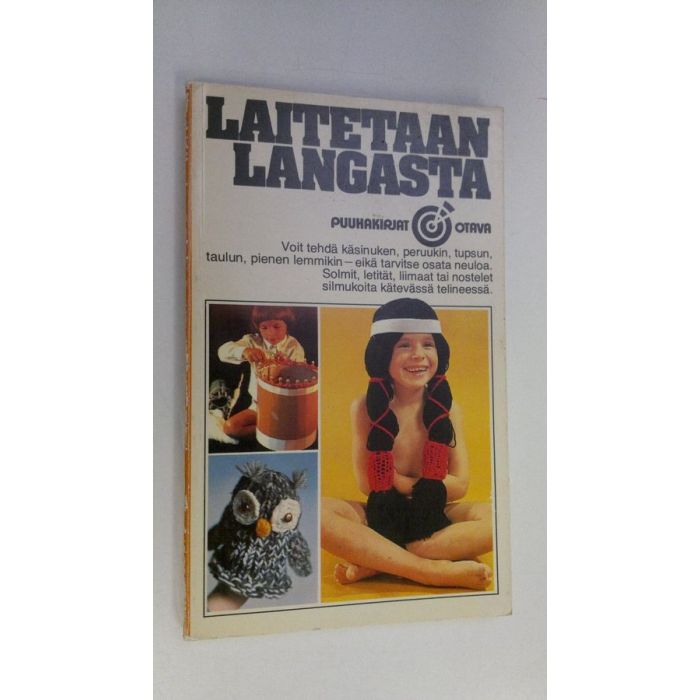 LAITETAAN
LANGASTA
PUUHAKIRJAT OTAVA
Voit tehdä käsinuken, peruukin, tupsun,
taulun, pienen lemmikin – eikä tarvitse osata neuloa.
Solmit, letität, liimaat tai nostelet
silmukoita kätevässä telineessä.